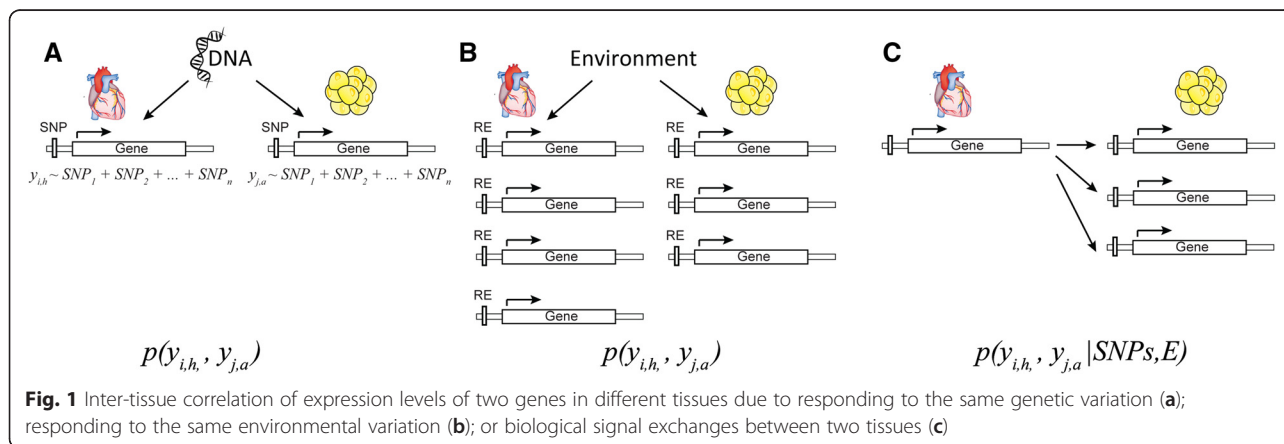 A
DNA
SNP
Gene
y_{i,h} ~ SNP_1 + SNP_2 + ... + SNP_n
SNP
Gene
y_{j,a} ~ SNP_1 + SNP_2 + ... + SNP_n
p(y_{i,h,} , y_{j,a})
B
Environment
RE
Gene
RE
Gene
RE
Gene
RE
Gene
RE
Gene
RE
Gene
RE
Gene
p(y_{i,h,} , y_{j,a})
C
Gene
Gene
Gene
Gene
p(y_{i,h,} , y_{j,a} |SNPs,E)
Fig. 1 Inter-tissue correlation of expression levels of two genes in different tissues due to responding to the same genetic variation (a);
responding to the same environmental variation (b); or biological signal exchanges between two tissues (c)